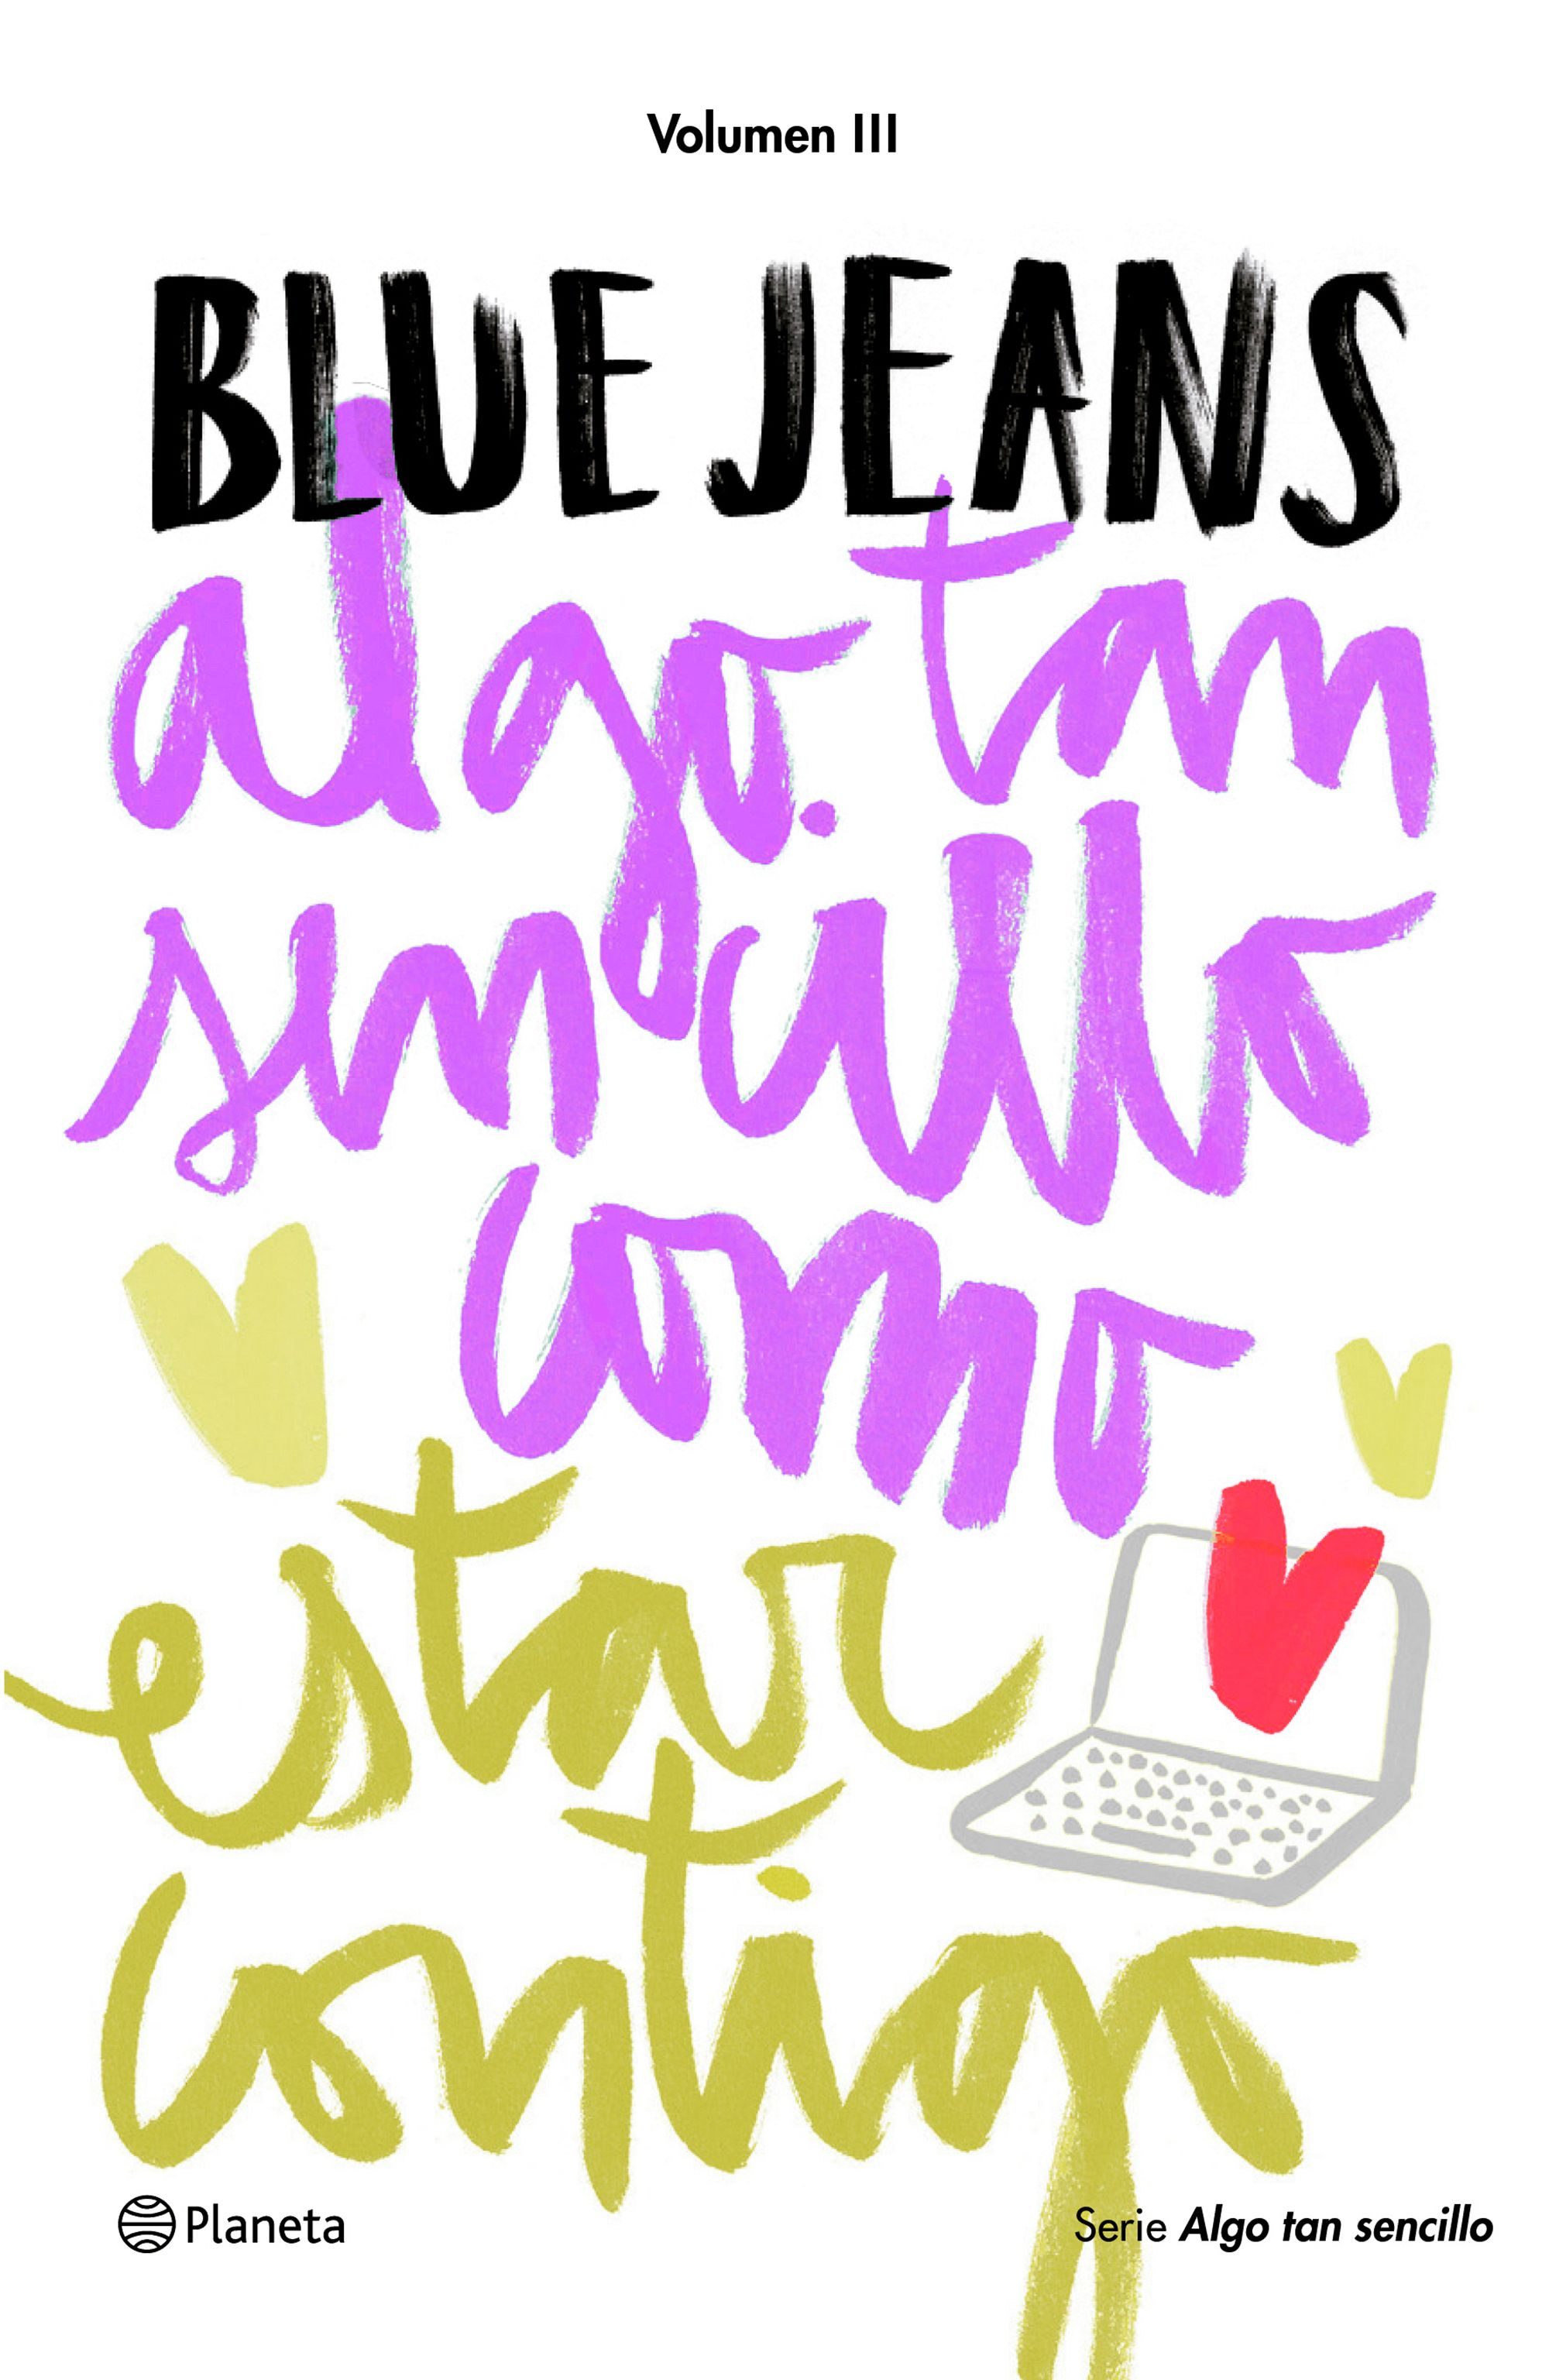 Volumen III
BLUE JEANS
algo tan
sencillo
como
estar
contigo
Planeta
Serie Algo tan sencillo